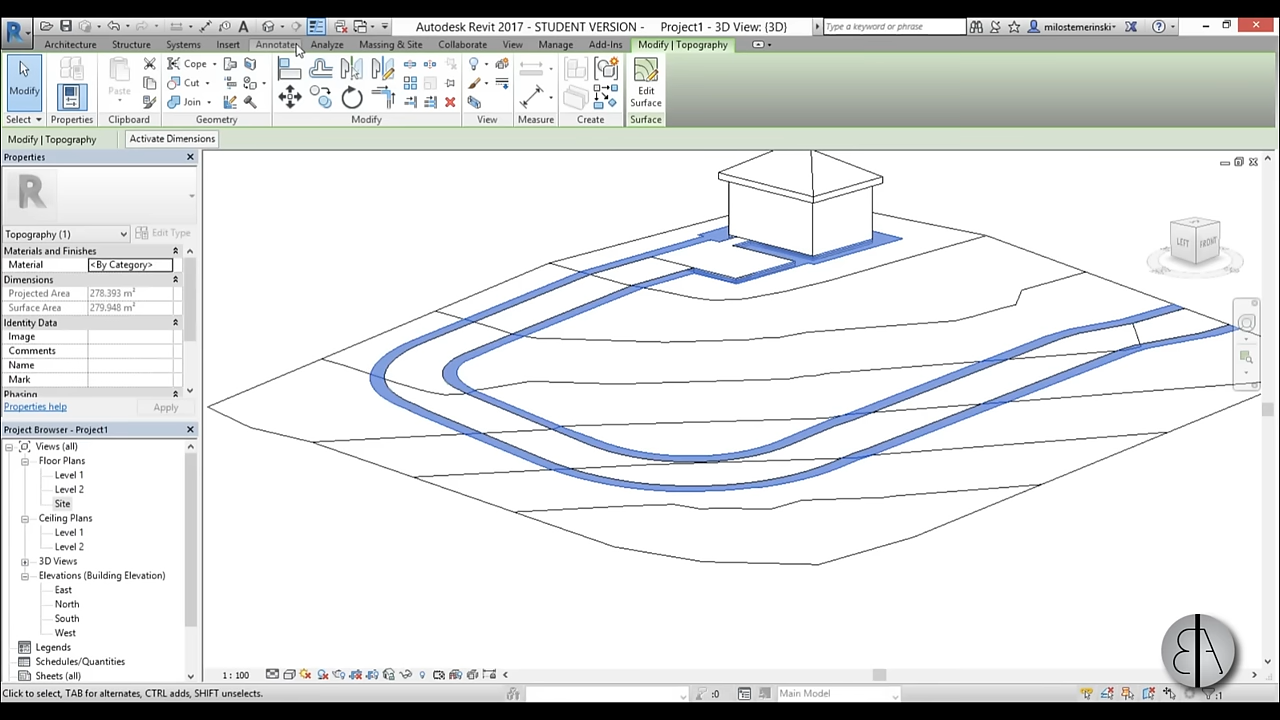 Autodesk Revit 2017 - STUDENT VERSION - Project1 - 3D View: {3D}
Type a keyword or phrase
milostemerinski
Architecture Structure Systems Insert Annotate Analyze Massing & Site Collaborate View Manage Add-Ins Modify | Topography
Modify
Paste
Cope
Cut
Join
Edit
Surface
Select Properties Clipboard Geometry Modify View Measure Create Surface
Modify | Topography Activate Dimensions
Properties
R
Topography (1) Edit Type
Materials and Finishes
Material <By Category>
Dimensions
Projected Area 278.393 m²
Surface Area 279.948 m²
Identity Data
Image
Comments
Name
Mark
Phasing
Properties help Apply
LEFT FRONT
Project Browser - Project1
Views (all)
Floor Plans
Level 1
Level 2
Site
Ceiling Plans
Level 1
Level 2
3D Views
Elevations (Building Elevation)
East
North
South
West
Legends
Schedules/Quantities
Sheets (all)
1 : 100
Click to select, TAB for alternates, CTRL adds, SHIFT unselects.
:0
Main Model
:1